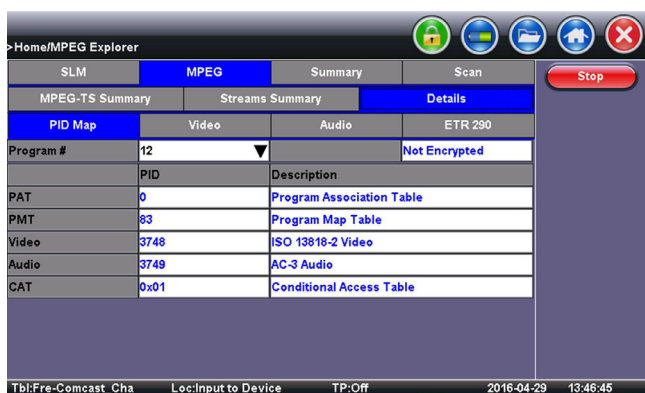 >Home/MPEG Explorer
SLM MPEG Summary Scan Stop
MPEG-TS Summary Streams Summary Details
PID Map Video Audio ETR 290
Program # 12 Not Encrypted
PID Description
PAT 0 Program Association Table
PMT 83 Program Map Table
Video 3748 ISO 13818-2 Video
Audio 3749 AC-3 Audio
CAT 0x01 Conditional Access Table
Tbl:Fre-Comcast_Cha Loc:Input to Device TP:Off 2016-04-29 13:46:45